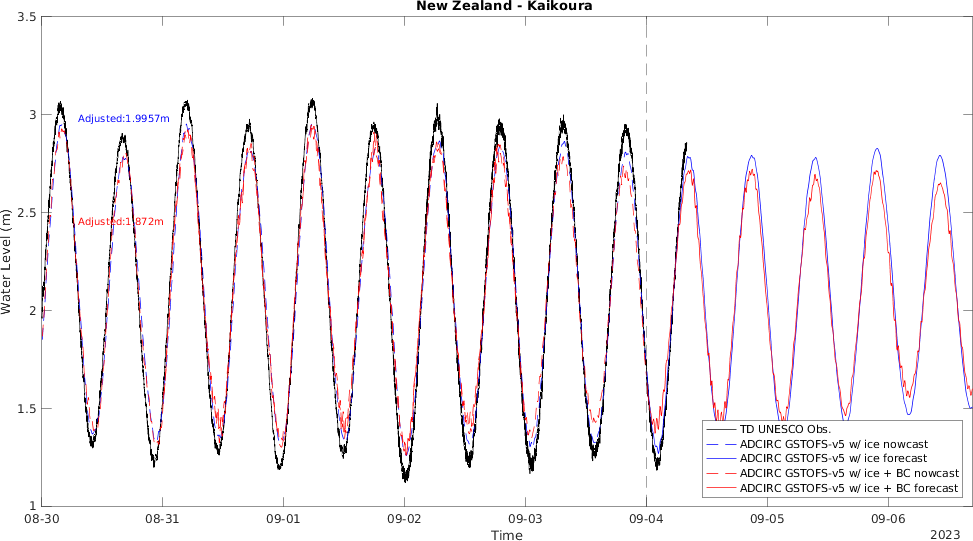 New Zealand - Kaikoura
3.5
3
2.5
2
1.5
1
Water Level (m)
Adjusted:1.9957m
Adjusted:1.872m
TD UNESCO Obs.
ADCIRC GSTOFS-v5 w/ ice nowcast
ADCIRC GSTOFS-v5 w/ ice forecast
ADCIRC GSTOFS-v5 w/ ice + BC nowcast
ADCIRC GSTOFS-v5 w/ ice + BC forecast
08-30 08-31 09-01 09-02 09-03 09-04 09-05 09-06
Time
2023